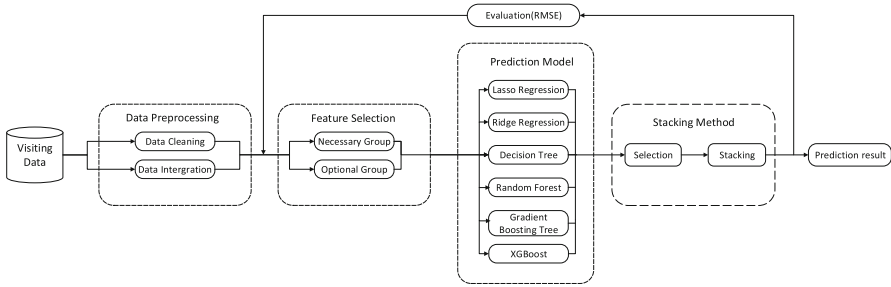 Evaluation(RMSE)
Prediction Model
Lasso Regression
Data Preprocessing
Feature Selection
Ridge Regression
Stacking Method
Visiting
Data
Data Cleaning
Necessary Group
Decision Tree
Selection
Stacking
Prediction result
Data Intergration
Optional Group
Random Forest
Gradient
Boosting Tree
XGBoost